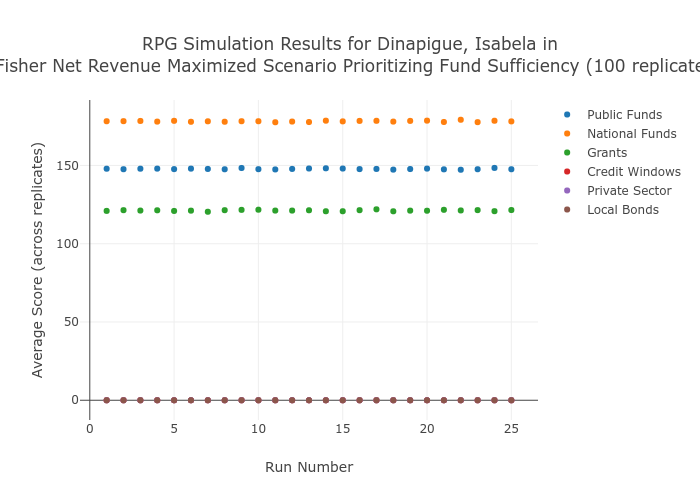 RPG Simulation Results for Dinapigue, Isabela in
Fisher Net Revenue Maximized Scenario Prioritizing Fund Sufficiency (100 replicate
Public Funds
National Funds
Grants
Credit Windows
Private Sector
Local Bonds
Average Score (across replicates)
150
100
50
0
0 5 10 15 20 25
Run Number